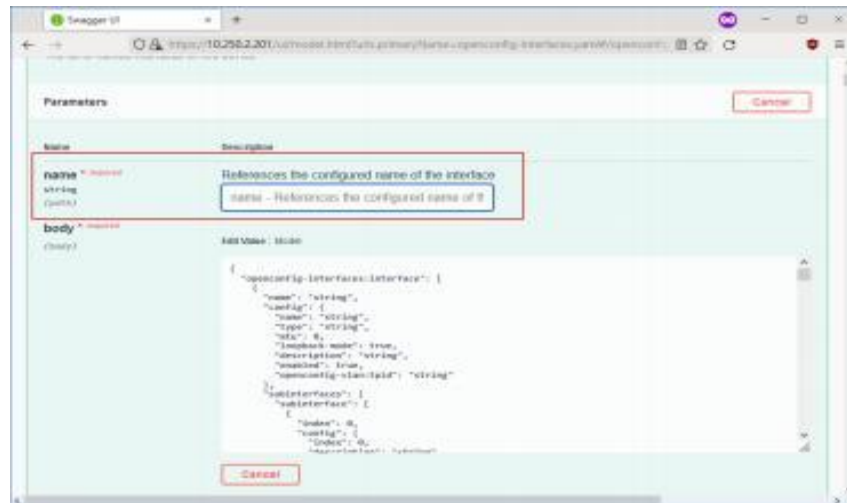 Swagger UI
Parameters
Cancel
Name
Description
name * required
string
(path)
References the configured name of the interface
name - References the configured name of th
body * required
(body)
Edit Value | Model
{
"openconfig-interfaces:interface": [
{
"name": "string",
"config": {
"name": "string",
"type": "string",
"mtu": 0,
"loopback-mode": true,
"description": "string",
"enabled": true,
"openconfig-vlan:tpid": "string"
},
"subinterfaces": [
"subinterface": [
{
"index": 0,
"config": {
"index": 0,
"description": "string"
Cancel